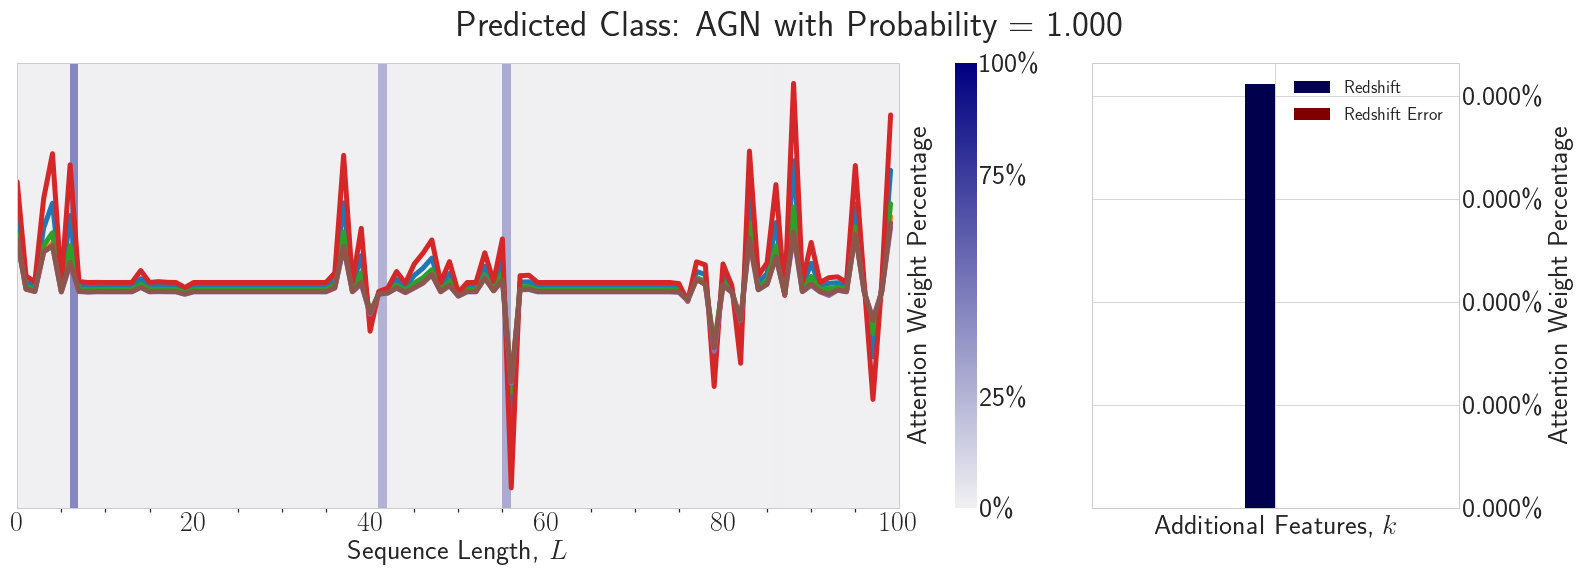 Predicted Class: AGN with Probability = 1.000
0
20
40
60
80
100
Sequence Length, L
100%
75%
25%
0%
Attention Weight Percentage
Redshift
Redshift Error
0.000%
0.000%
0.000%
0.000%
0.000%
Attention Weight Percentage
Additional Features, k